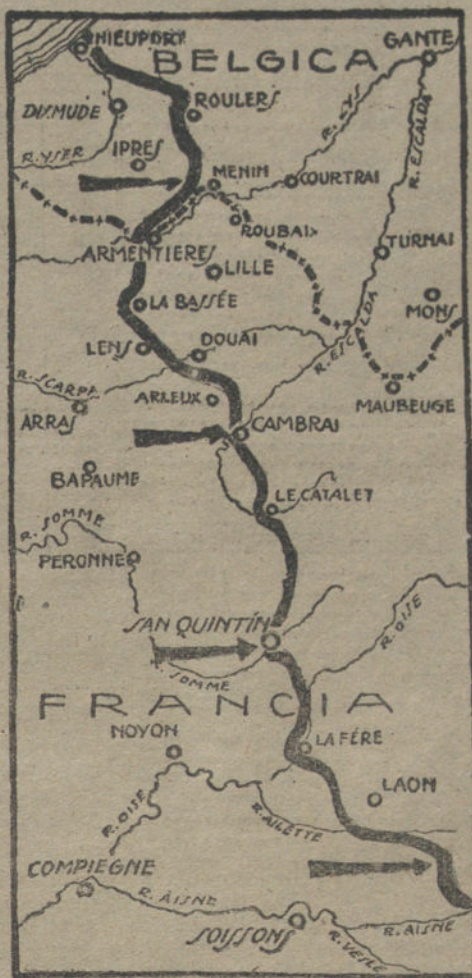 NIEUPORT
BELGICA
GANTE
DIXMUDE
ROULERS
R. LYS
R. ESCALDA
IPRES
R. YSER
MENIN
COURTRAI
ROUBAIX
ARMENTIERES
TURNAI
LILLE
LA BASSÉE
MONS
LENS
DOUAI
R. ESCALDA
R. SCARPA
ARLEUX
MAUBEUGE
ARRAS
CAMBRAI
BAPAUME
LE CATALET
R. SOMME
PERONNE
R. OISE
SAN QUINTÍN
R. SOMME
FRANCIA
NOYON
LA FÉRE
LAON
R. OISE
R. AILETTE
COMPIEGNE
R. AISNE
SOISSONS
R. VESLE
R. AISNE